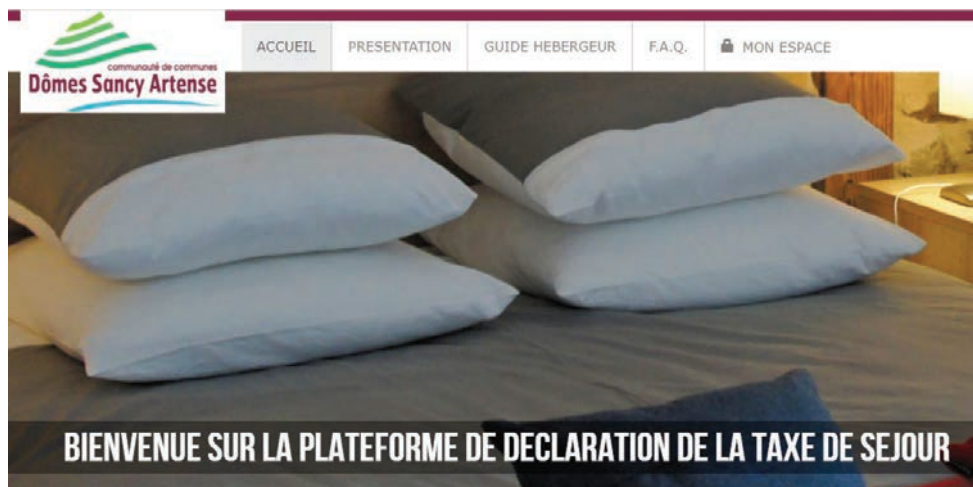 communauté de communes
Dômes Sancy Artense
ACCUEIL PRESENTATION GUIDE HEBERGEUR F.A.Q. MON ESPACE
BIENVENUE SUR LA PLATEFORME DE DECLARATION DE LA TAXE DE SEJOUR